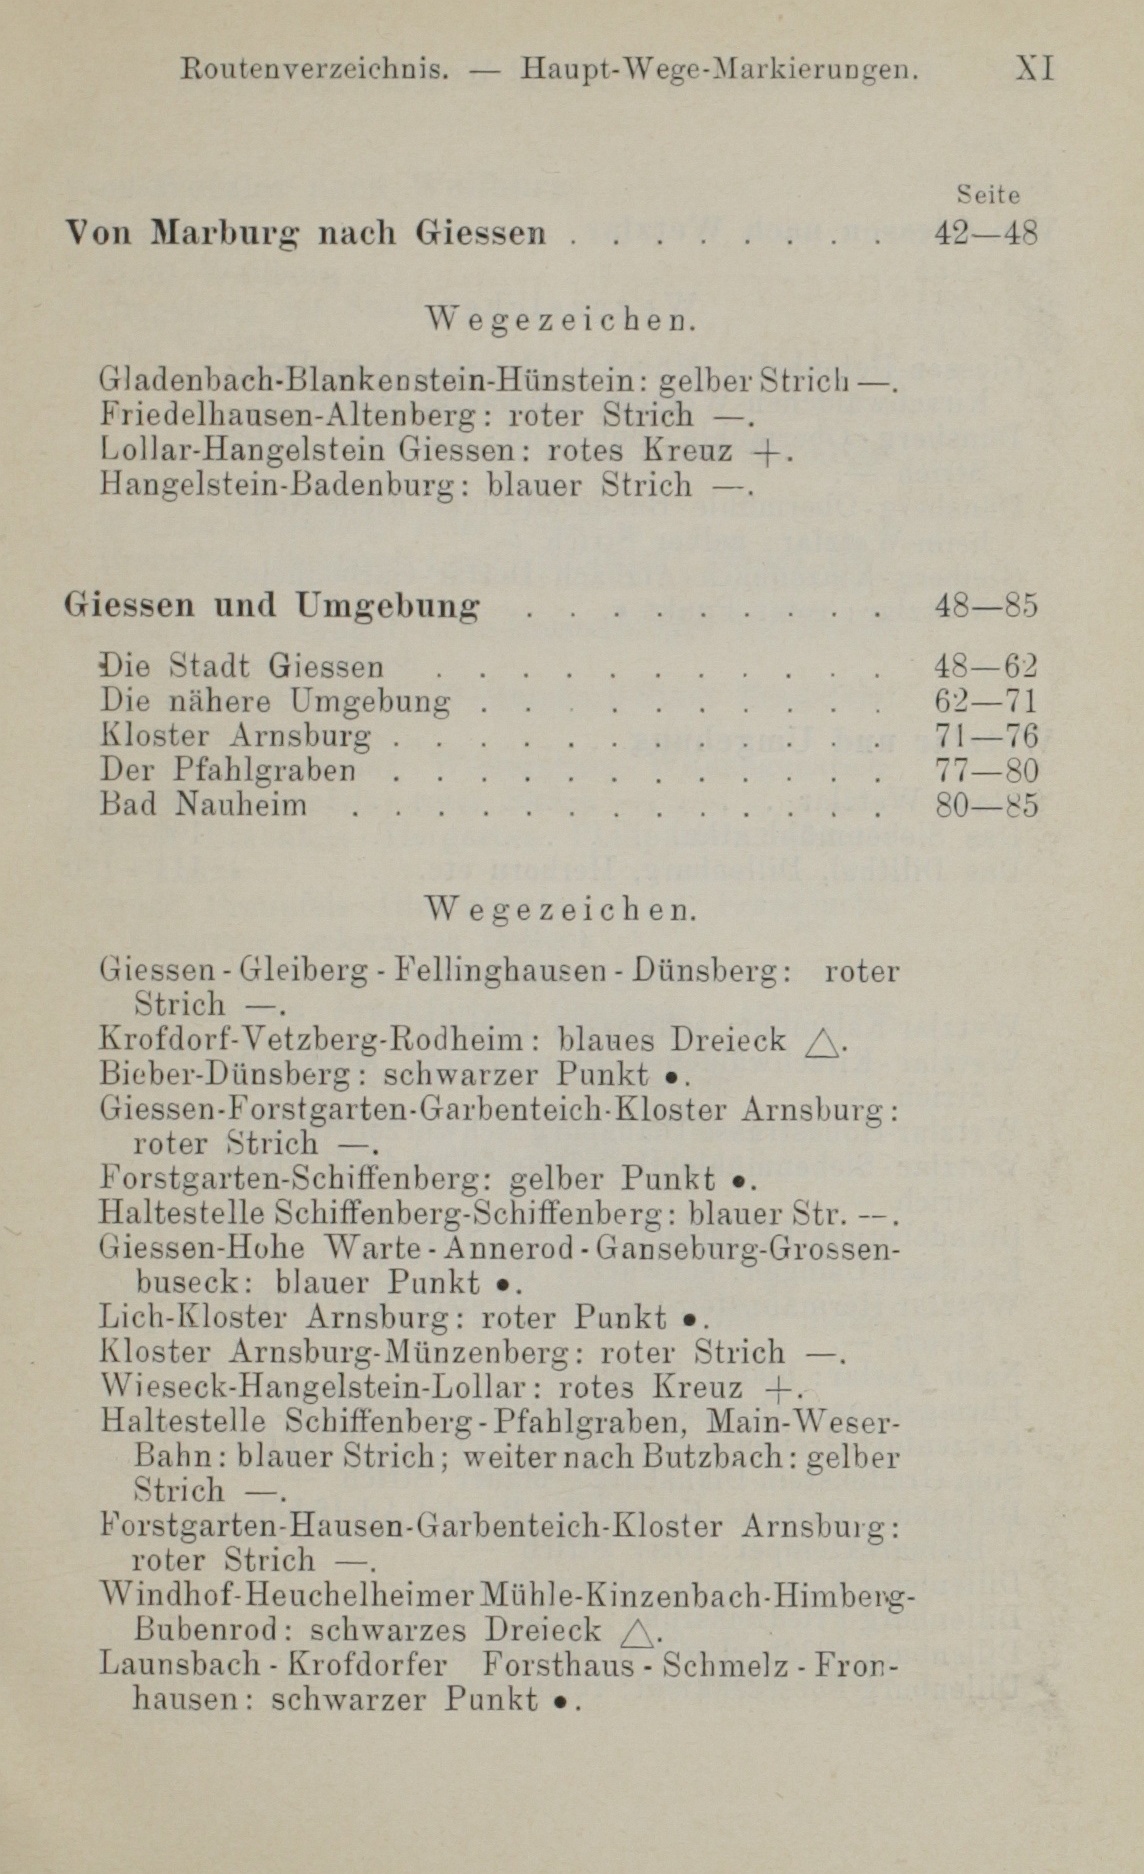 Routenverzeichnis. — Haupt-Wege-Markierungen. XI
Seite
Von Marburg nach Giessen . . . . . . . . 42—48
Wegezeichen.
Gladenbach-Blankenstein-Hünstein: gelber Strich —.
Friedelhausen-Altenberg: roter Strich —.
Lollar-Hangelstein Giessen: rotes Kreuz +.
Hangelstein-Badenburg: blauer Strich —.
Giessen und Umgebung . . . . . . . . . 48—85
Die Stadt Giessen . . . . . . . . . . . 48—62
Die nähere Umgebung . . . . . . . . . . 62—71
Kloster Arnsburg . . . . . . . . . . . . 71—76
Der Pfahlgraben . . . . . . . . . . . . 77—80
Bad Nauheim . . . . . . . . . . . . . 80—85
Wegezeichen.
Giessen - Gleiberg - Fellinghausen - Dünsberg: roter
Strich —.
Krofdorf-Vetzberg-Rodheim: blaues Dreieck △.
Bieber-Dünsberg: schwarzer Punkt •.
Giessen-Forstgarten-Garbenteich-Kloster Arnsburg:
roter Strich —.
Forstgarten-Schiffenberg: gelber Punkt •.
Haltestelle Schiffenberg-Schiffenberg: blauer Str. —.
Giessen-Hohe Warte - Annerod - Ganseburg-Grossen-
buseck: blauer Punkt •.
Lich-Kloster Arnsburg: roter Punkt •.
Kloster Arnsburg-Münzenberg: roter Strich —.
Wieseck-Hangelstein-Lollar: rotes Kreuz +.
Haltestelle Schiffenberg - Pfahlgraben, Main-Weser-
Bahn: blauer Strich; weiter nach Butzbach: gelber
Strich —.
Forstgarten-Hausen-Garbenteich-Kloster Arnsburg:
roter Strich —.
Windhof-Heuchelheimer Mühle-Kinzenbach-Himberg-
Bubenrod: schwarzes Dreieck △.
Launsbach - Krofdorfer Forsthaus - Schmelz - Fron-
hausen: schwarzer Punkt •.